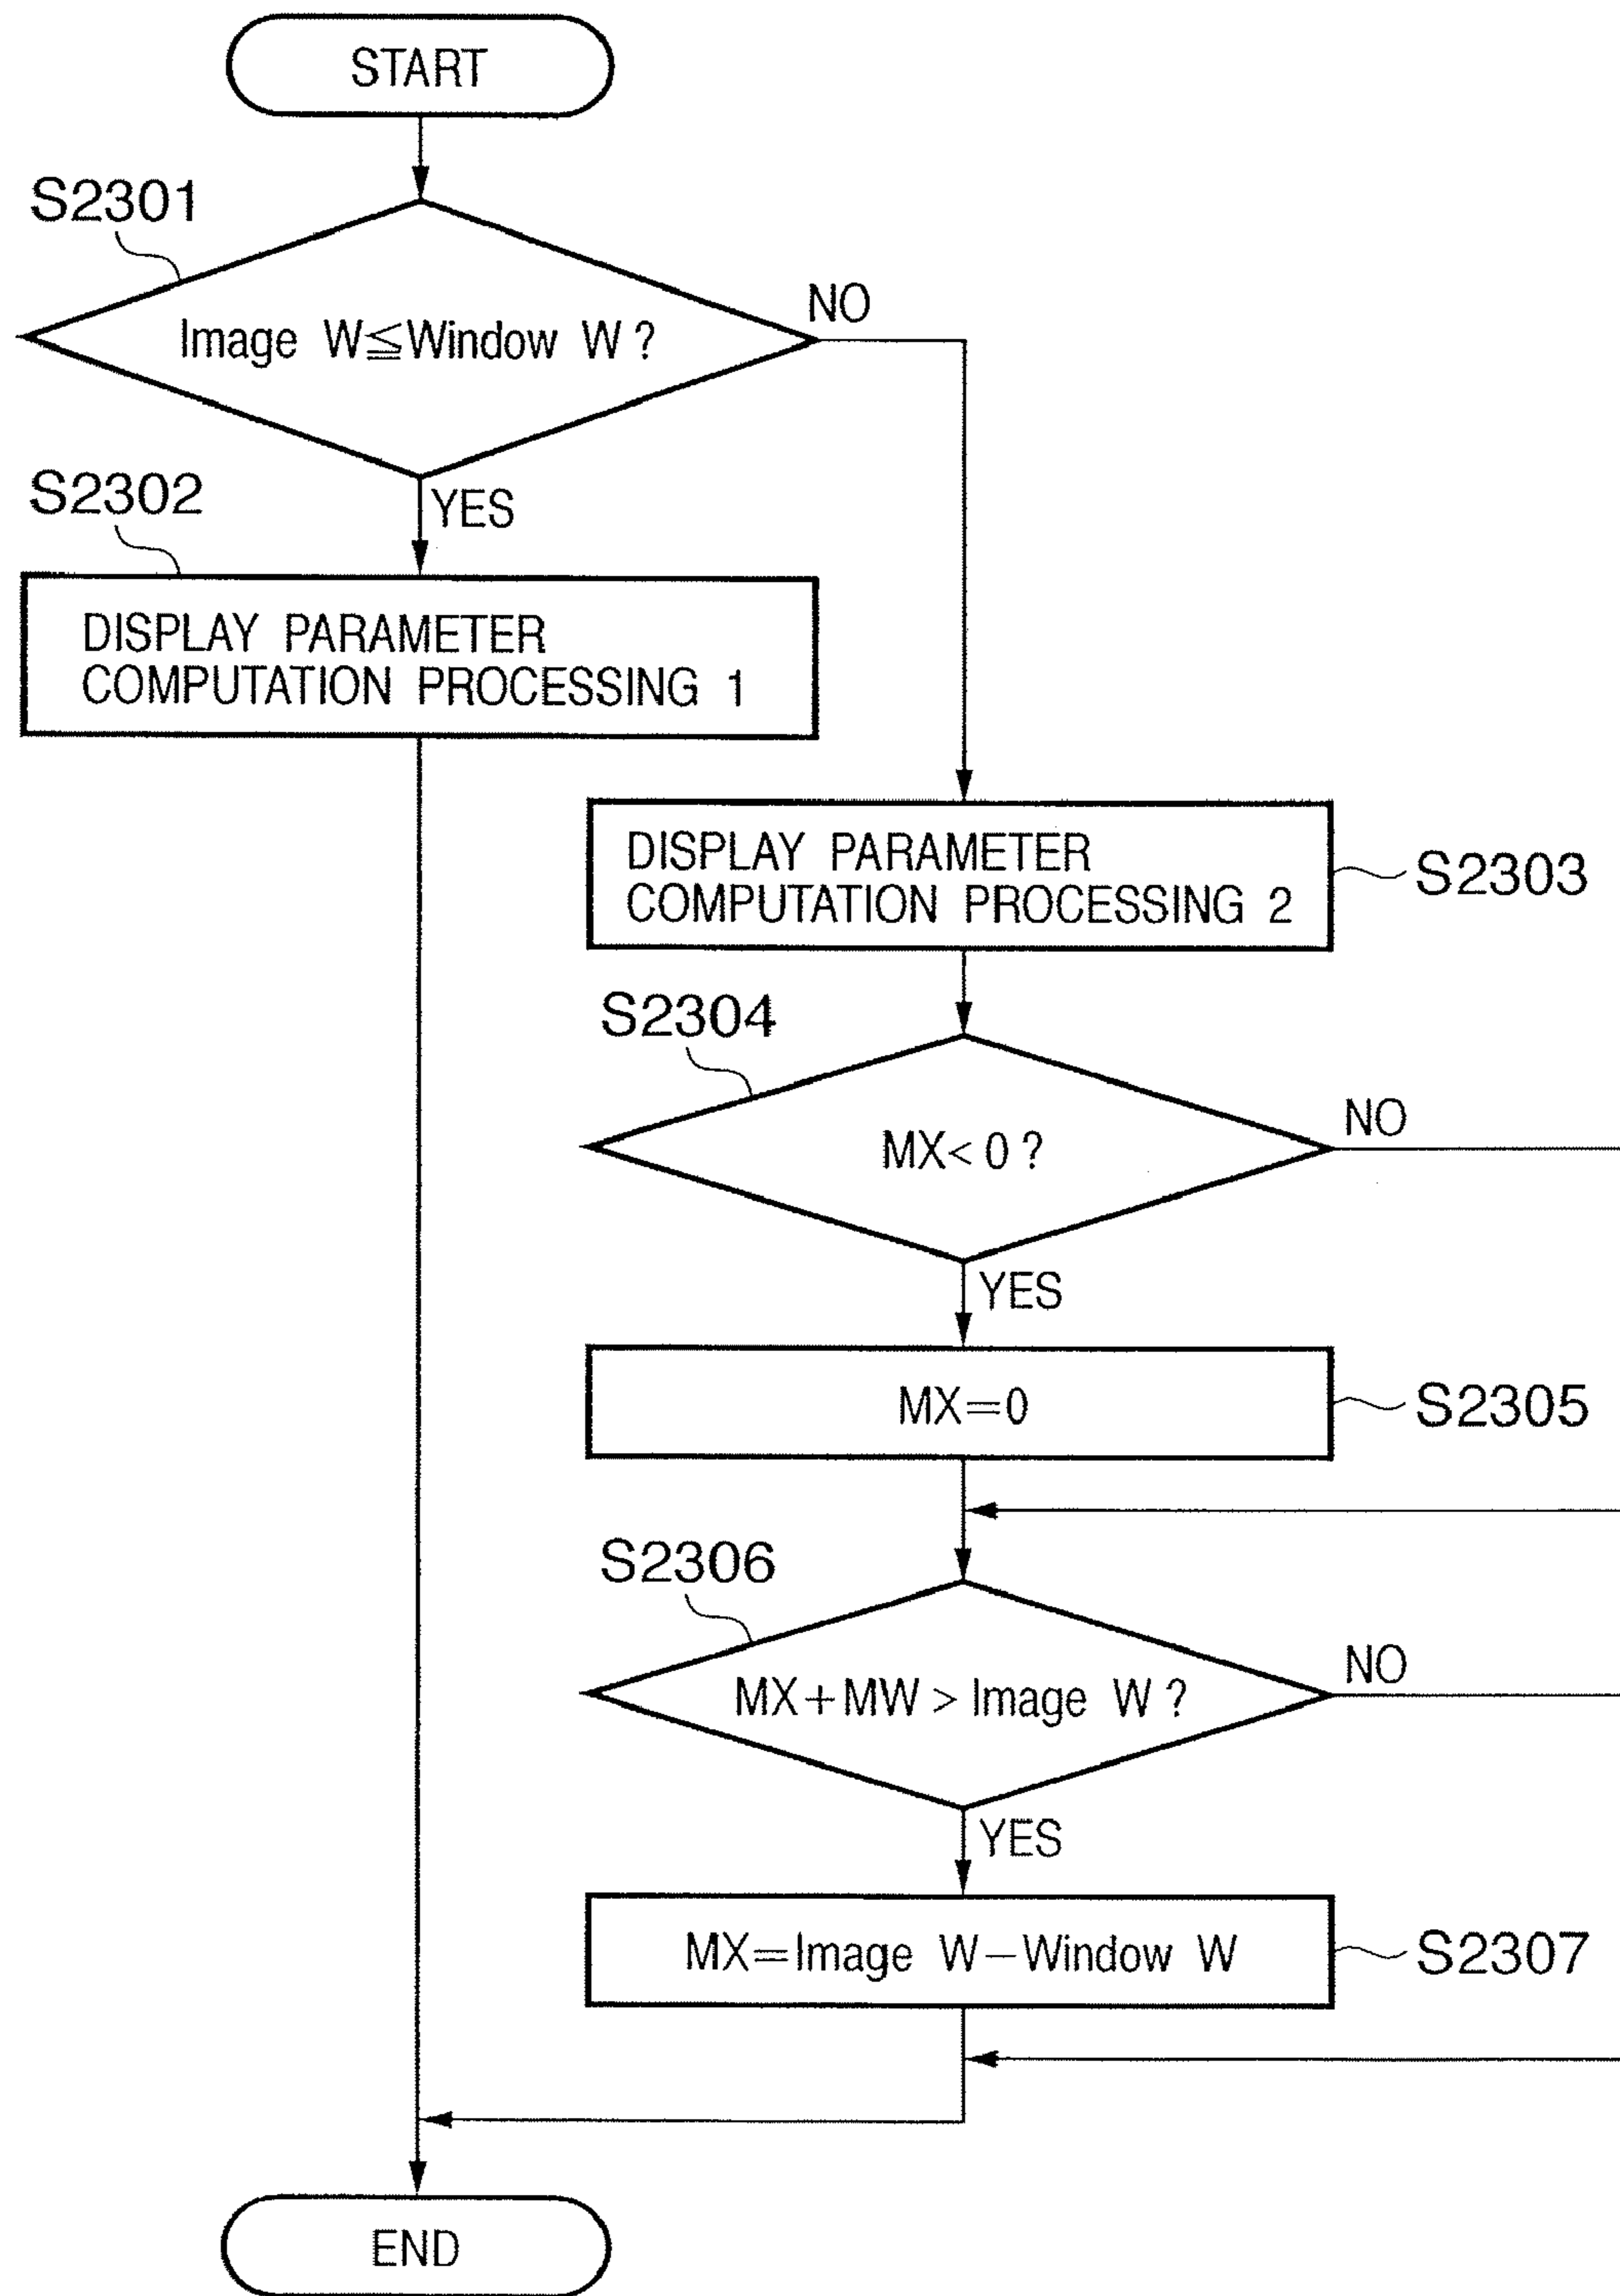 START
S2301
Image W≦Window W ?
NO
S2302
YES
DISPLAY PARAMETER
COMPUTATION PROCESSING 1
DISPLAY PARAMETER
COMPUTATION PROCESSING 2
S2303
S2304
MX< 0 ?
NO
YES
MX=0
S2305
S2306
MX+MW > Image W ?
NO
YES
MX=Image W−Window W
S2307
END